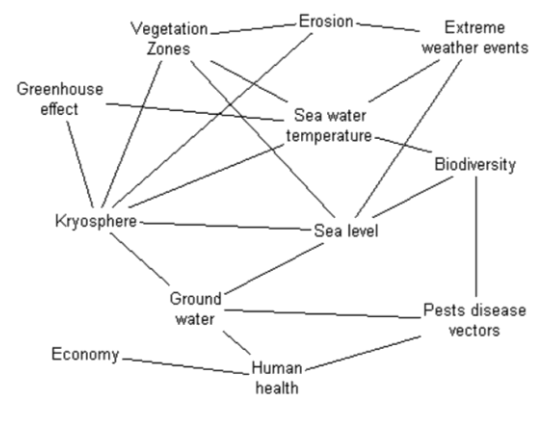 Vegetation
Zones
Erosion
Extreme
weather events
Greenhouse
effect
Sea water
temperature
Biodiversity
Kryosphere
Sea level
Ground
water
Pests disease
vectors
Economy
Human
health